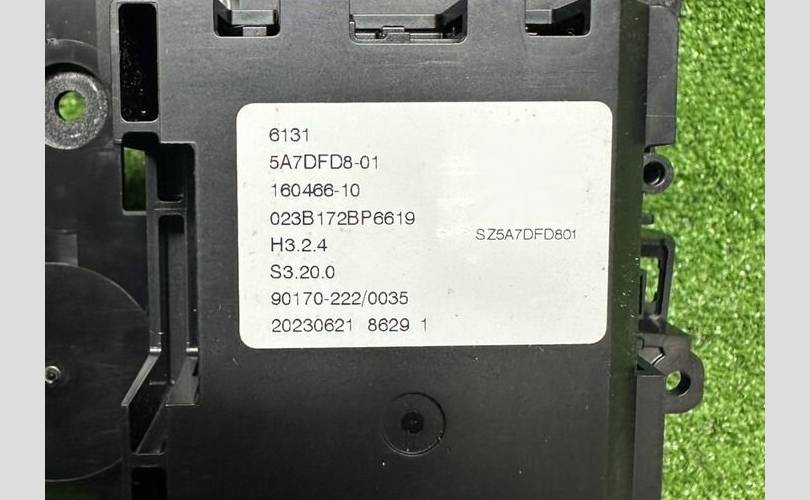 6131
5A7DFD8-01
160466-10
023B172BP6619
H3.2.4
S3.20.0
90170-222/0035
20230621 8629 1
SZ5A7DFD801